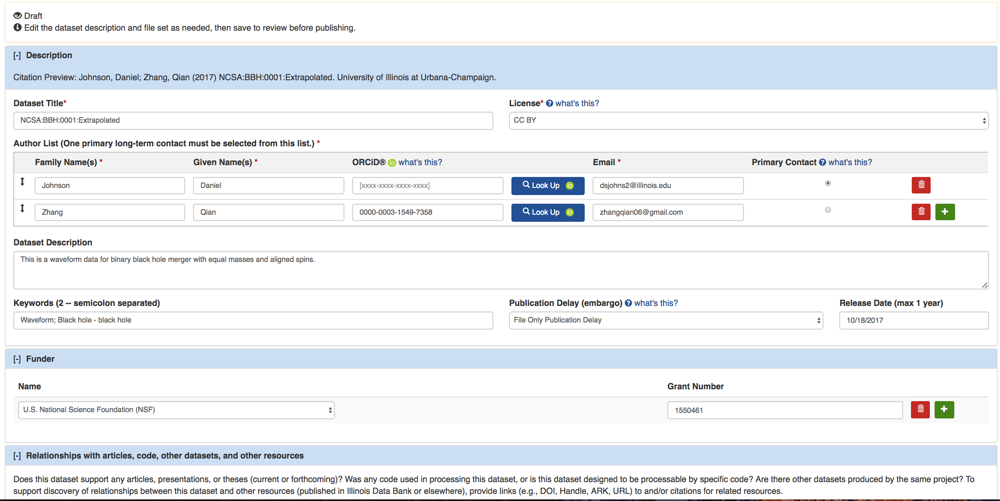 Draft
Edit the dataset description and file set as needed, then save to review before publishing.
[-] Description
Citation Preview: Johnson, Daniel; Zhang, Qian (2017) NCSA:BBH:0001:Extrapolated. University of Illinois at Urbana-Champaign.
Dataset Title* License* what's this?
NCSA:BBH:0001:Extrapolated CC BY
Author List (One primary long-term contact must be selected from this list.) *
Family Name(s) * Given Name(s) * ORCiD® iD what's this? Email * Primary Contact what's this?
Johnson Daniel [xxxx-xxxx-xxxx-xxxx] Look Up iD dsjohns2@illinois.edu
Zhang Qian 0000-0003-1549-7358 Look Up iD zhangqian06@gmail.com
Dataset Description
This is a waveform data for binary black hole merger with equal masses and aligned spins.
Keywords (2 -- semicolon separated) Publication Delay (embargo) what's this? Release Date (max 1 year)
Waveform; Black hole - black hole File Only Publication Delay 10/18/2017
[-] Funder
Name Grant Number
U.S. National Science Foundation (NSF) 1550461
[-] Relationships with articles, code, other datasets, and other resources
Does this dataset support any articles, presentations, or theses (current or forthcoming)? Was any code used in processing this dataset, or is this dataset designed to be processable by specific code? Are there other datasets produced by the same project? To
support discovery of relationships between this dataset and other resources (published in Illinois Data Bank or elsewhere), provide links (e.g., DOI, Handle, ARK, URL) to and/or citations for related resources.